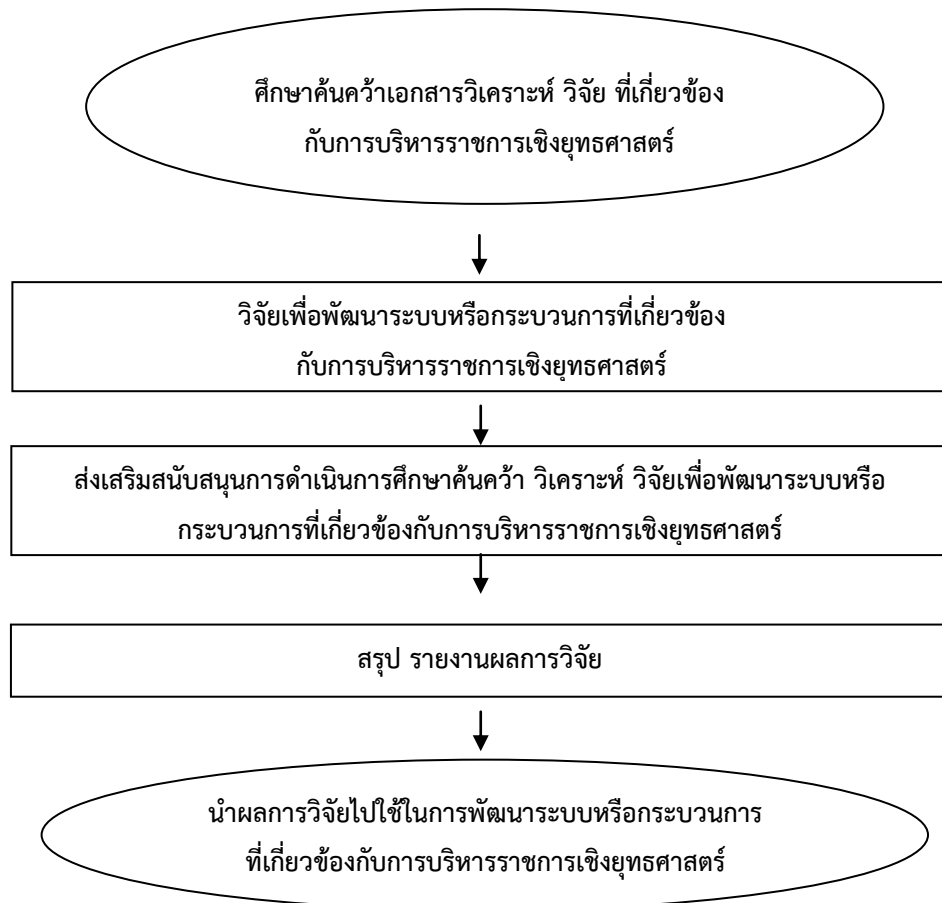 ศึกษาค้นคว้าเอกสารวิเคราะห์ วิจัย ที่เกี่ยวข้อง
กับการบริหารราชการเชิงยุทธศาสตร์
วิจัยเพื่อพัฒนาระบบหรือกระบวนการที่เกี่ยวข้อง
กับการบริหารราชการเชิงยุทธศาสตร์
ส่งเสริมสนับสนุนการดำเนินการศึกษาค้นคว้า วิเคราะห์ วิจัยเพื่อพัฒนาระบบหรือ
กระบวนการที่เกี่ยวข้องกับการบริหารราชการเชิงยุทธศาสตร์
สรุป รายงานผลการวิจัย
นำผลการวิจัยไปใช้ในการพัฒนาระบบหรือกระบวนการ
ที่เกี่ยวข้องกับการบริหารราชการเชิงยุทธศาสตร์